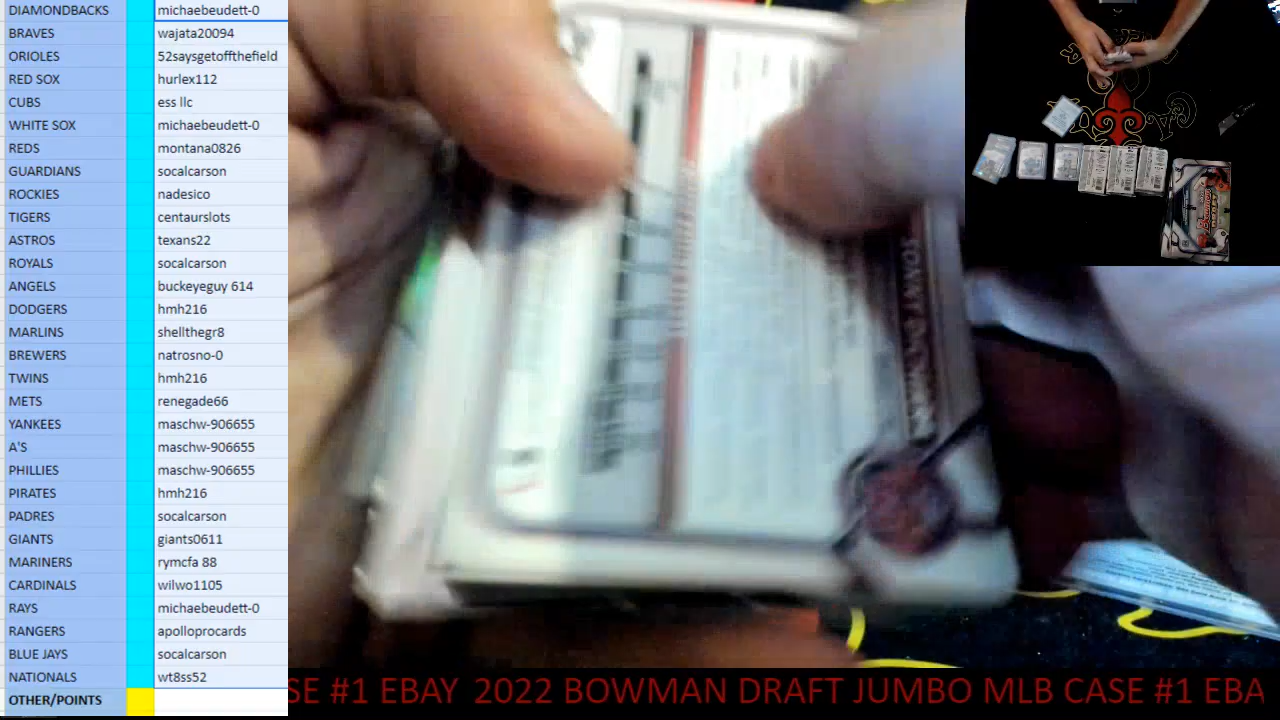 DIAMONDBACKS michaebeudett-0
BRAVES wajata20094
ORIOLES 52saysgetoffthefield
RED SOX hurlex112
CUBS ess llc
WHITE SOX michaebeudett-0
REDS montana0826
GUARDIANS socalcarson
ROCKIES nadesico
TIGERS centaurslots
ASTROS texans22
ROYALS socalcarson
ANGELS buckeyeguy 614
DODGERS hmh216
MARLINS shellthegr8
BREWERS natrosno-0
TWINS hmh216
METS renegade66
YANKEES maschw-906655
A'S maschw-906655
PHILLIES maschw-906655
PIRATES hmh216
PADRES socalcarson
GIANTS giants0611
MARINERS rymcfa 88
CARDINALS wilwo1105
RAYS michaebeudett-0
RANGERS apolloprocards
BLUE JAYS socalcarson
NATIONALS wt8ss52
OTHER/POINTS
SE #1 EBAY 2022 BOWMAN DRAFT JUMBO MLB CASE #1 EBA